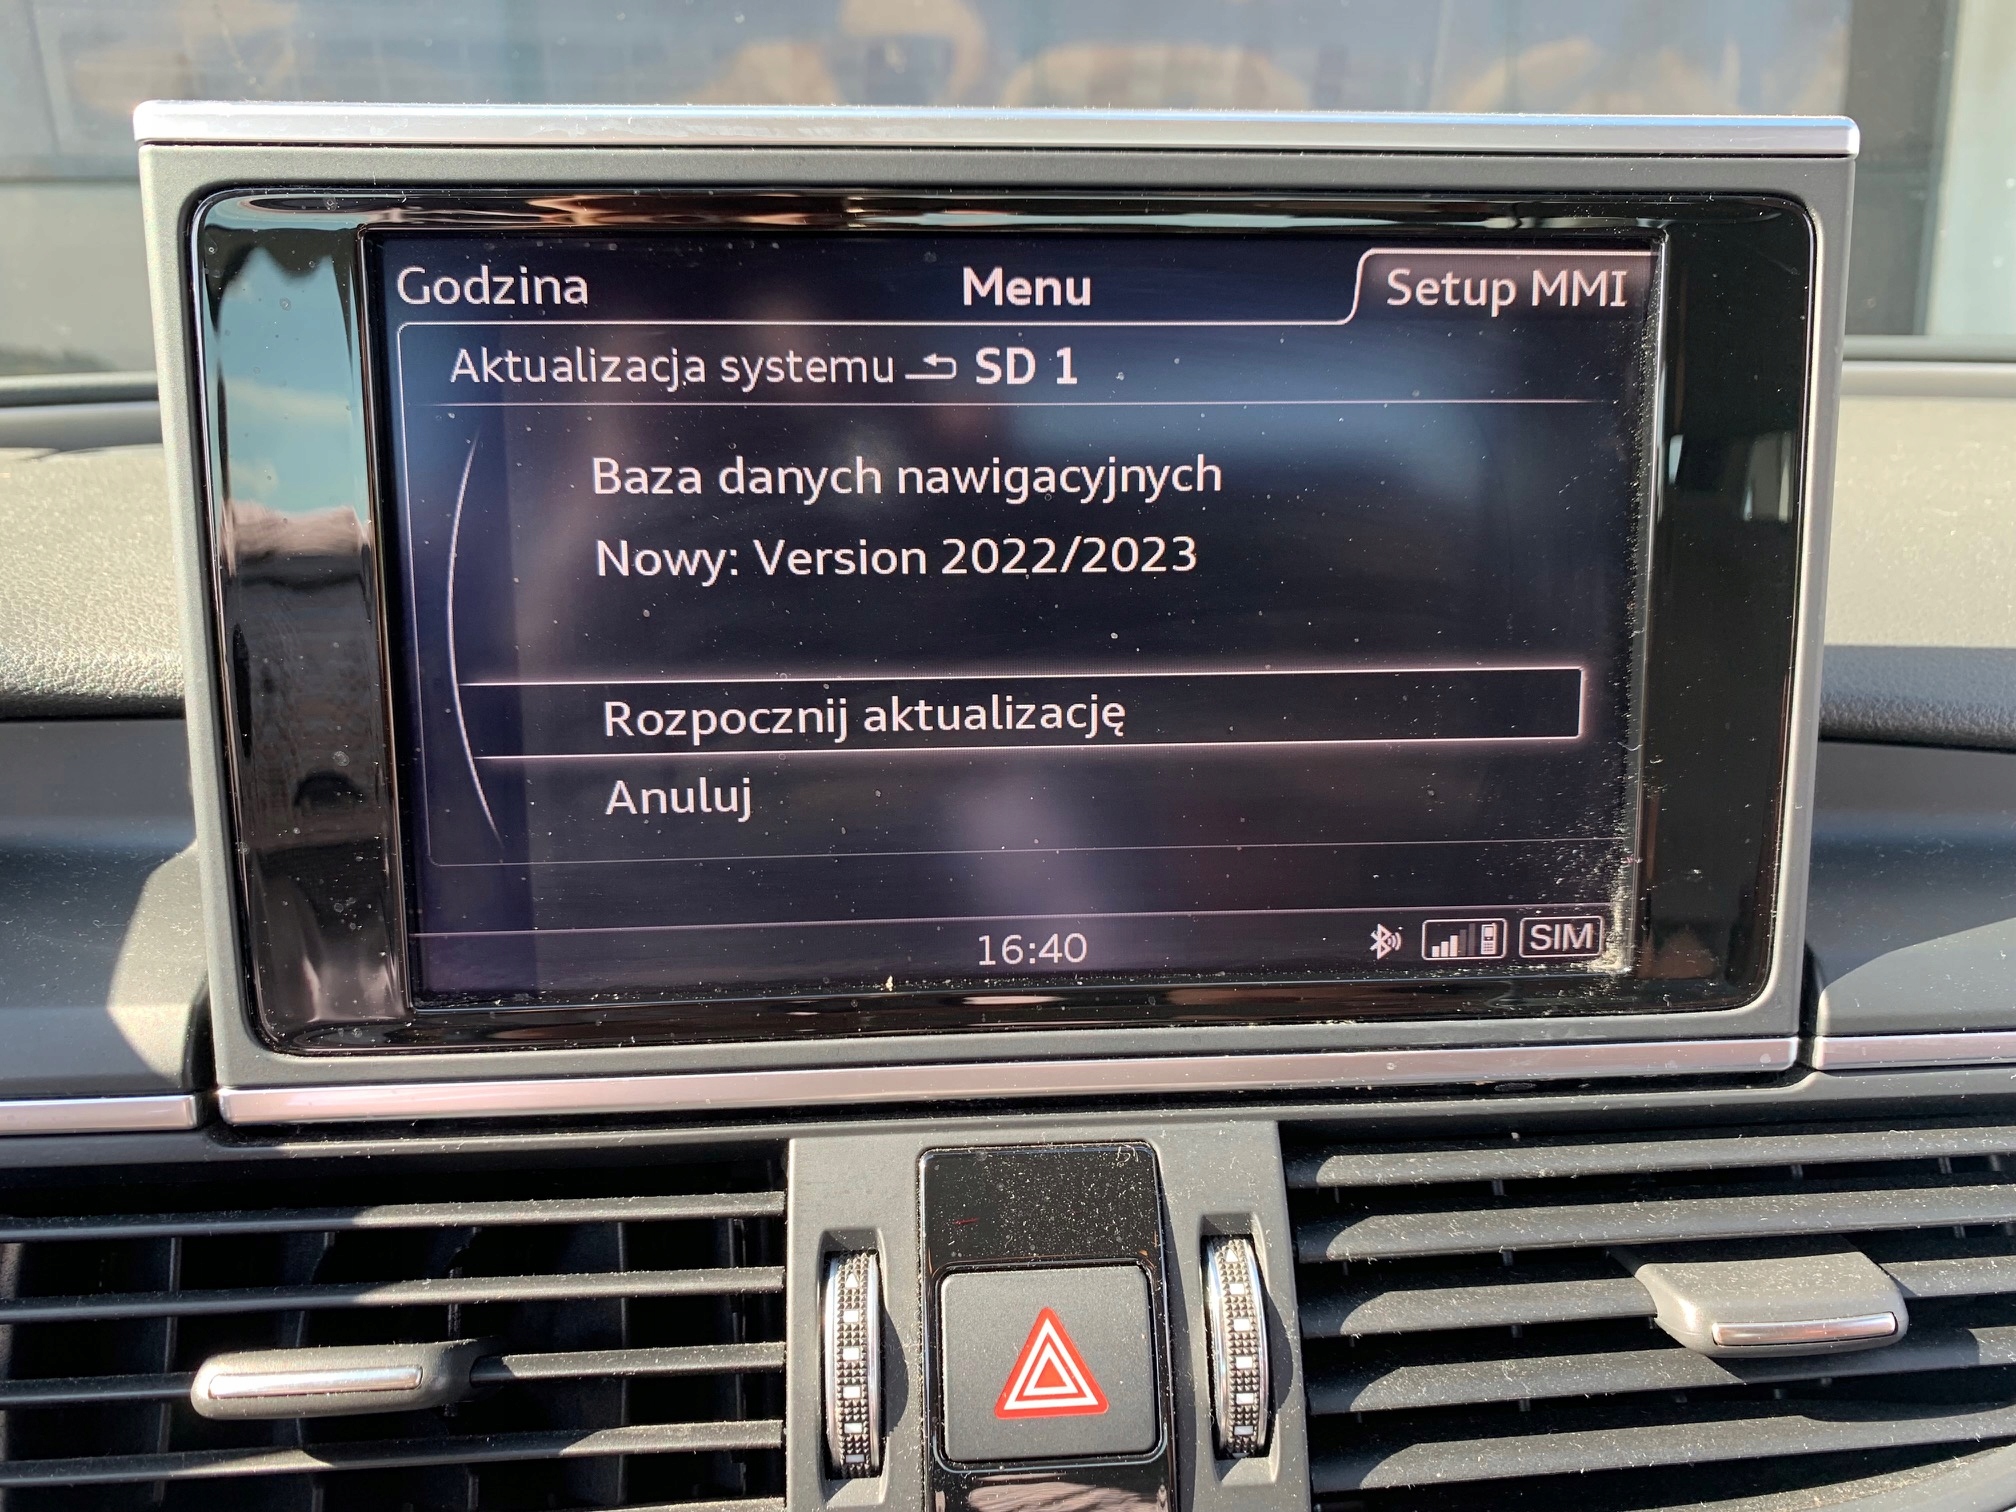 Godzina Menu Setup MMI
Aktualizacja systemu SD 1
Baza danych nawigacyjnych
Nowy: Version 2022/2023
Rozpocznij aktualizację
Anuluj
16:40 SIM